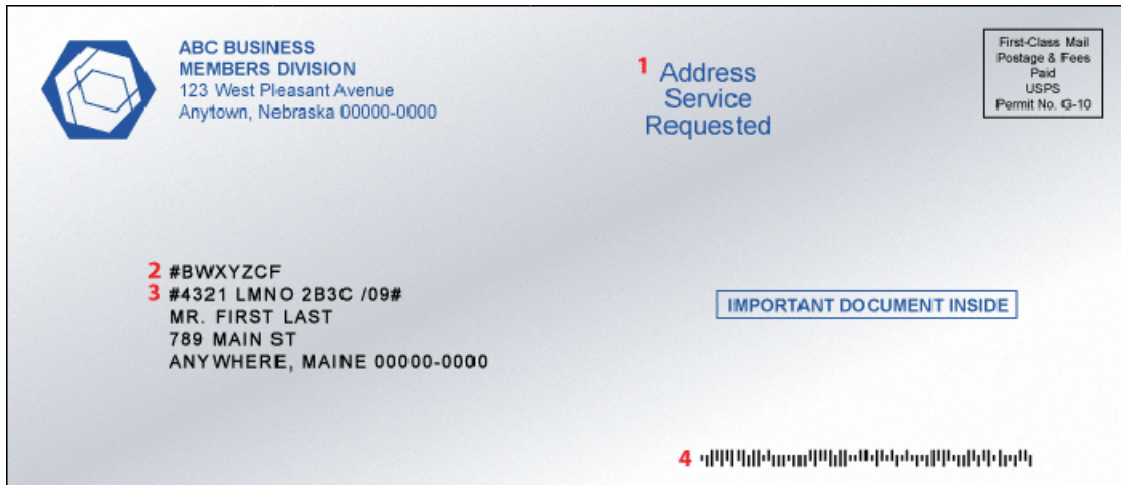 ABC BUSINESS
MEMBERS DIVISION
123 West Pleasant Avenue
Anytown, Nebraska 00000-0000
1 Address
Service
Requested
First-Class Mail
Postage & Fees
Paid
USPS
Permit No. G-10
2 #BWXYZCF
3 #4321 LMNO 2B3C /09#
MR. FIRST LAST
789 MAIN ST
ANYWHERE, MAINE 00000-0000
IMPORTANT DOCUMENT INSIDE
4